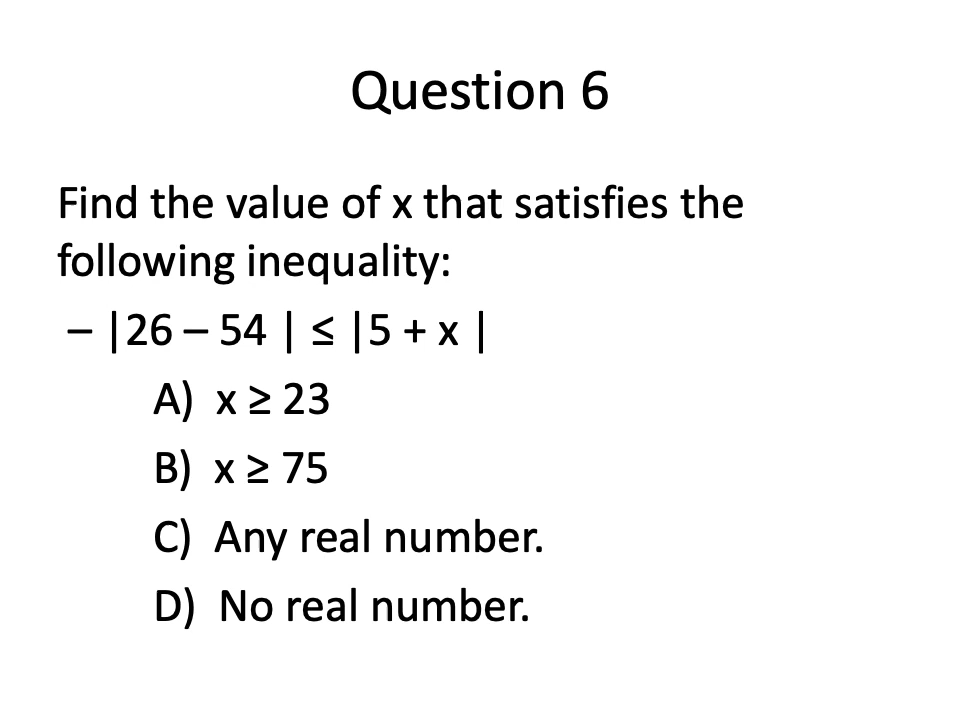 Question 6
Find the value of x that satisfies the
following inequality:
– |26 – 54 | ≤ |5 + x |
A) x ≥ 23
B) x ≥ 75
C) Any real number.
D) No real number.